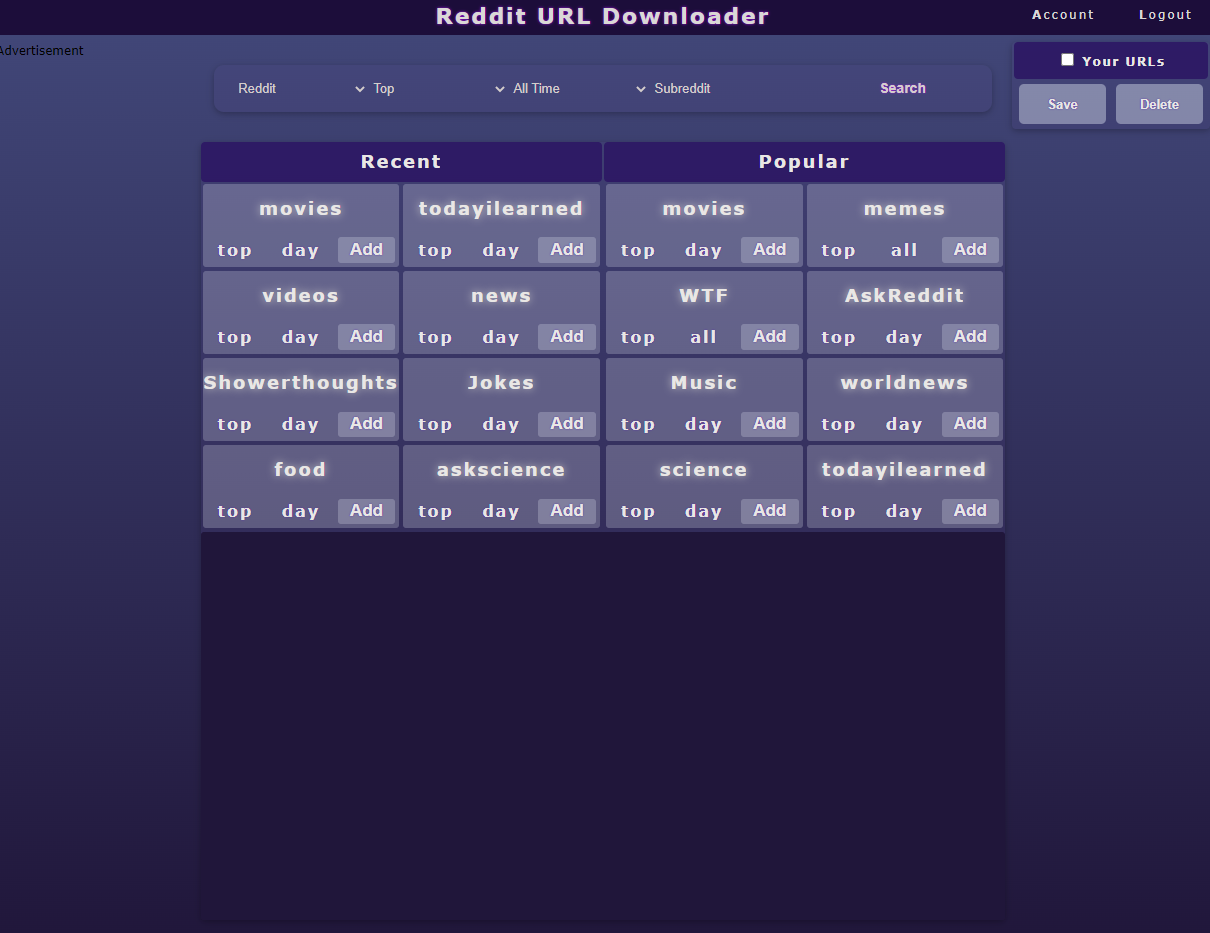 Reddit URL Downloader
Account Logout
Advertisement
Your URLs
Reddit Top All Time Subreddit Search
Save Delete
Recent Popular
movies todayilearned movies memes
top day Add top day Add top day Add top all Add
videos news WTF AskReddit
top day Add top day Add top all Add top day Add
Showerthoughts Jokes Music worldnews
top day Add top day Add top day Add top day Add
food askscience science todayilearned
top day Add top day Add top day Add top day Add